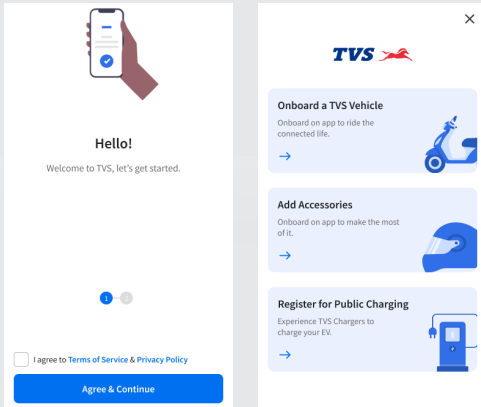 Hello!
Welcome to TVS, let's get started.
1
2
I agree to Terms of Service & Privacy Policy
Agree & Continue
TVS
Onboard a TVS Vehicle
Onboard on app to ride the
connected life.
Add Accessories
Onboard on app to make the most
of it.
Register for Public Charging
Experience TVS Chargers to
charge your EV.